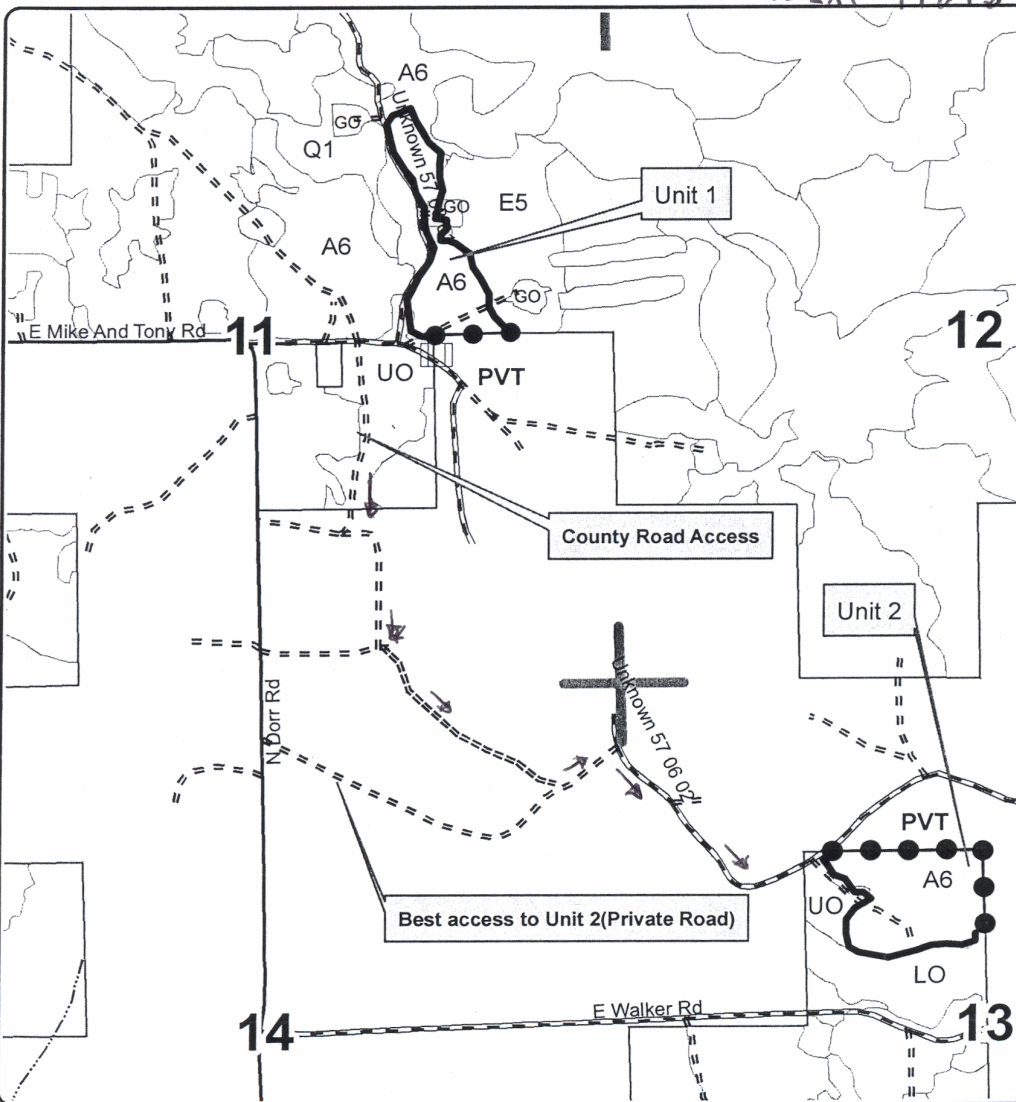 A6
Unknown 57
GO
Q1
GO
E5
Unit 1
A6
A6
GO
E Mike And Tony Rd
11
12
UO
PVT
County Road Access
Unit 2
Unknown 57 06 02
N Dorr Rd
PVT
A6
UO
Best access to Unit 2(Private Road)
LO
E Walker Rd
14
13